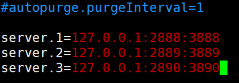 #autopurge.purgeInterval=1
server.1=127.0.0.1:2888:3888
server.2=127.0.0.1:2889:3889
server.3=127.0.0.1:2890:3890